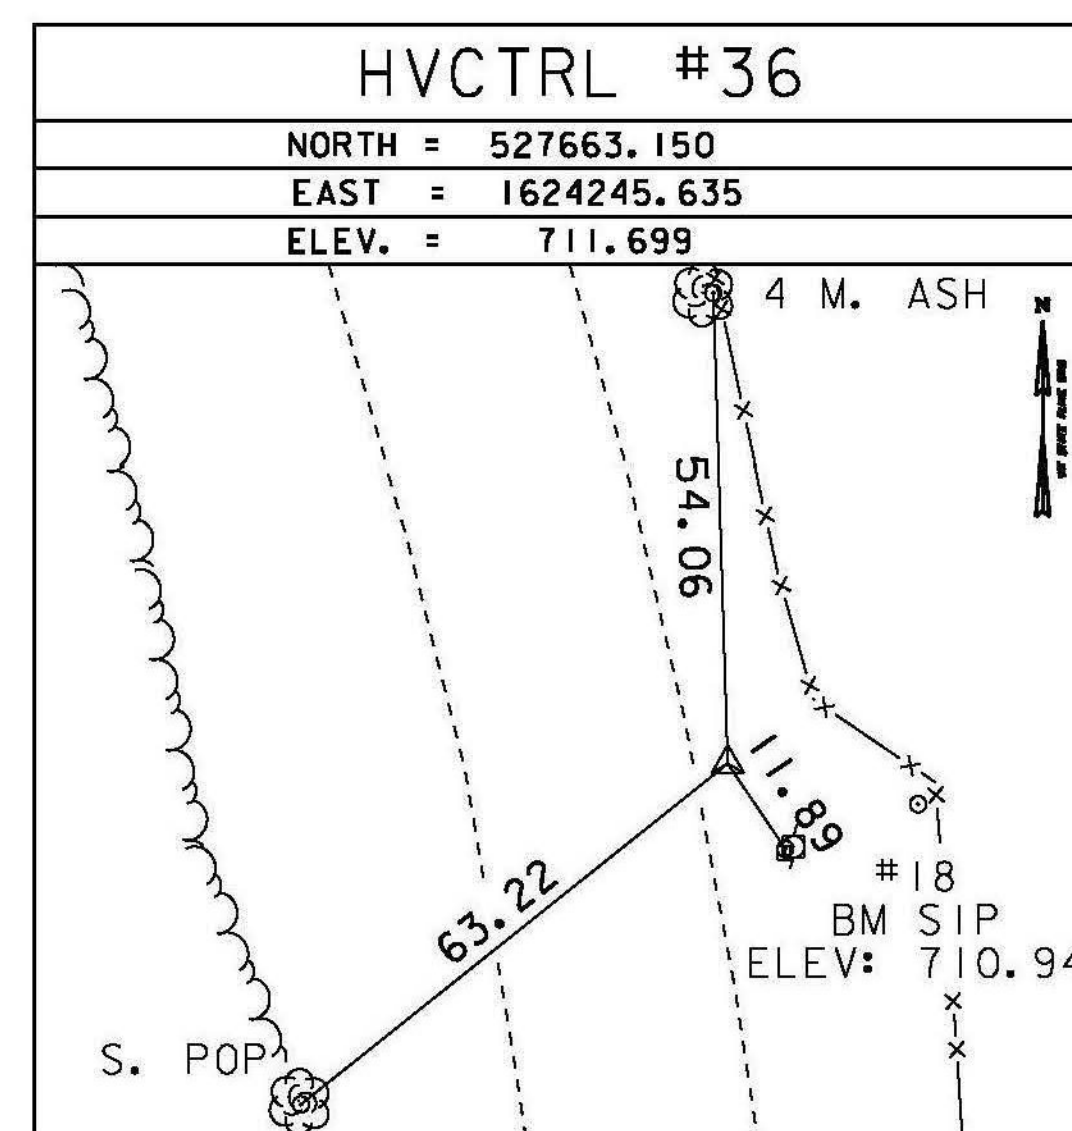 HVCTRL #36
NORTH = 527663.150
EAST = 1624245.635
ELEV. = 711.699
4 M. ASH
N
54.06
11.89
63.22
#18
BM SIP
ELEV: 710.94
S. POP